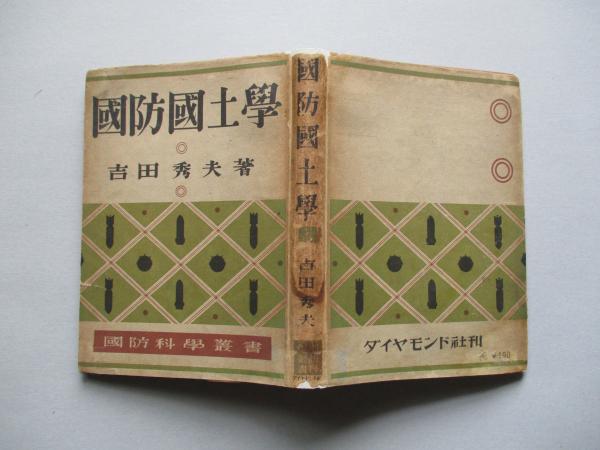 國防國土學
吉田秀夫著
國防科學叢書
國防國土學
吉田秀夫
ダイヤモンド社刊